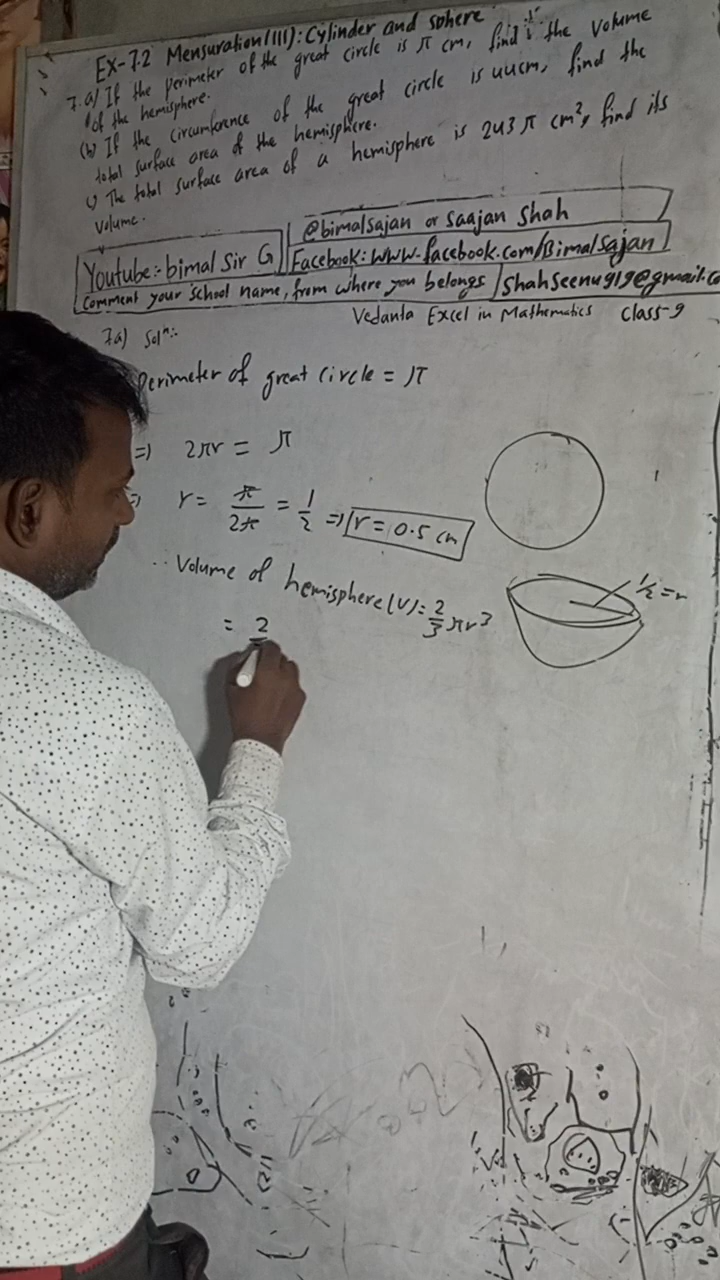 Ex-7.2 Mensuration(III): Cylinder and sphere
7.a) If the perimeter of the great circle is π cm, find the volume
of the hemisphere.
(b) If the circumference of the great circle is 44cm, find the
total surface area of the hemisphere.
c) The total surface area of a hemisphere is 243π cm², find its
volume.
@bimalsajan or Saajan Shah
Youtube:- bimal Sir G
Facebook: www.facebook.com/Bimalsajan
Comment your school name, from where you belongs
Shahseenu919@gmail.co
Vedanta Excel in Mathematics Class-9
7a) Solⁿ:
Perimeter of great circle = π
=) 2πr = π
r = π/2π = 1/2 => r = 0.5 cm
∴ Volume of hemisphere (V) = 2/3 πr³
1/2 = r
= 2